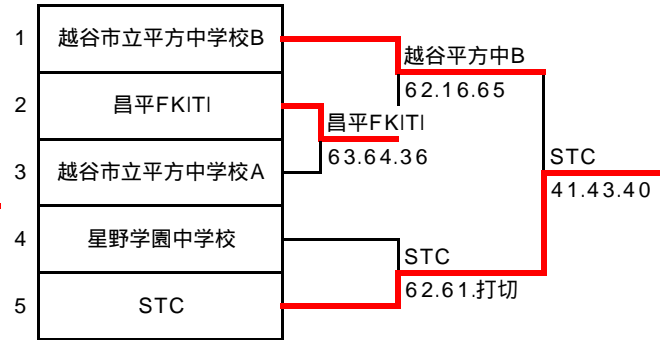 1 越谷市立平方中学校B
越谷平方中B
62.16.65
2 昌平FKITI
昌平FKITI
63.64.36
3 越谷市立平方中学校A
STC
41.43.40
4 星野学園中学校
STC
62.61.打切
5 STC